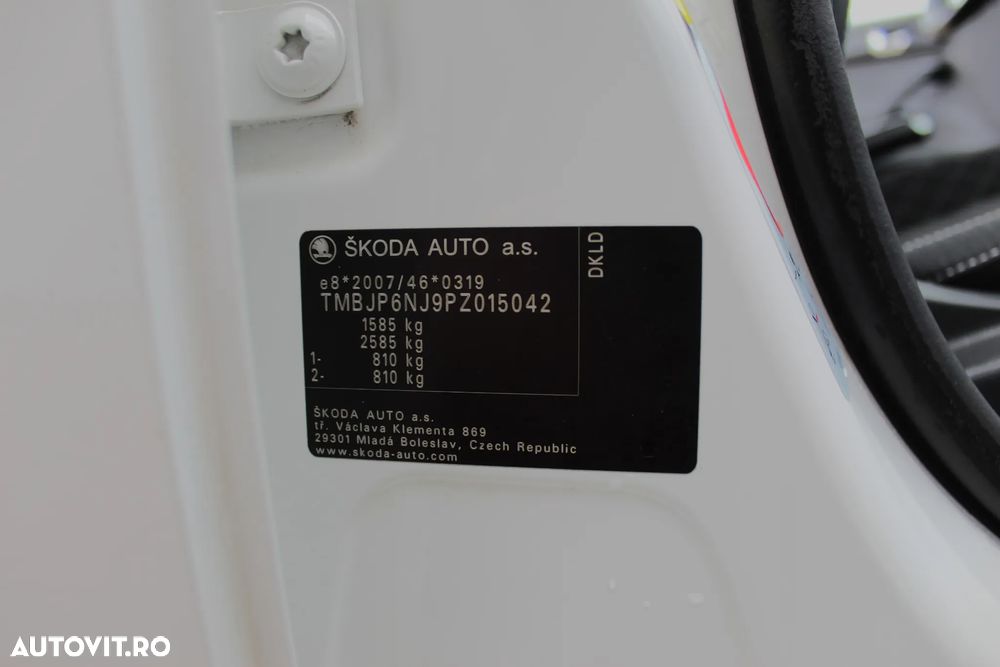 ŠKODA AUTO a.s.
DKLD
e8*2007/46*0319
TMBJP6NJ9PZ015042
1585 kg
2585 kg
1- 810 kg
2- 810 kg
ŠKODA AUTO a.s.
tř. Václava Klementa 869
29301 Mladá Boleslav, Czech Republic
www.skoda-auto.com
AUTOVIT.RO